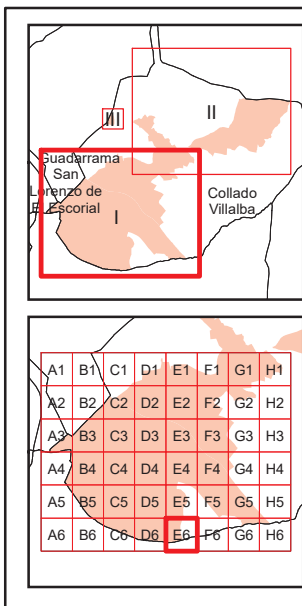 II
III
Guadarrama
San
Lorenzo de
El Escorial
I
Collado
Villalba
A1 B1 C1 D1 E1 F1 G1 H1
A2 B2 C2 D2 E2 F2 G2 H2
A3 B3 C3 D3 E3 F3 G3 H3
A4 B4 C4 D4 E4 F4 G4 H4
A5 B5 C5 D5 E5 F5 G5 H5
A6 B6 C6 D6 E6 F6 G6 H6